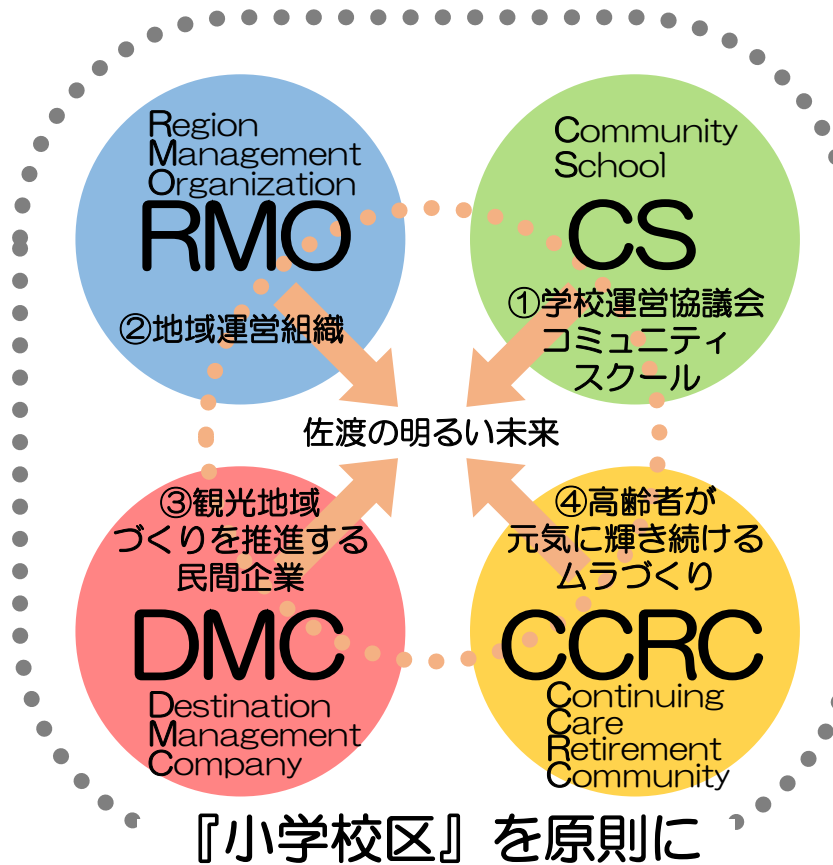 Region
Management
Organization
RMO
②地域運営組織
Community
School
CS
①学校運営協議会
コミュニティ
スクール
佐渡の明るい未来
③観光地域
づくりを推進する
民間企業
DMC
Destination
Management
Company
④高齢者が
元気に輝き続ける
ムラづくり
CCRC
Continuing
Care
Retirement
Community
『小学校区』を原則に